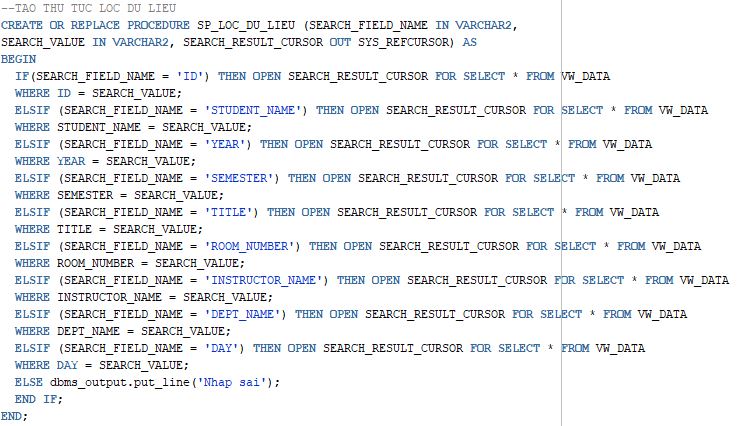 --TAO THU TUC LOC DU LIEU
CREATE OR REPLACE PROCEDURE SP_LOC_DU_LIEU (SEARCH_FIELD_NAME IN VARCHAR2,
SEARCH_VALUE IN VARCHAR2, SEARCH_RESULT_CURSOR OUT SYS_REFCURSOR) AS
BEGIN
  IF(SEARCH_FIELD_NAME = 'ID') THEN OPEN SEARCH_RESULT_CURSOR FOR SELECT * FROM VW_DATA
  WHERE ID = SEARCH_VALUE;
  ELSIF (SEARCH_FIELD_NAME = 'STUDENT_NAME') THEN OPEN SEARCH_RESULT_CURSOR FOR SELECT * FROM VW_DATA
  WHERE STUDENT_NAME = SEARCH_VALUE;
  ELSIF (SEARCH_FIELD_NAME = 'YEAR') THEN OPEN SEARCH_RESULT_CURSOR FOR SELECT * FROM VW_DATA
  WHERE YEAR = SEARCH_VALUE;
  ELSIF (SEARCH_FIELD_NAME = 'SEMESTER') THEN OPEN SEARCH_RESULT_CURSOR FOR SELECT * FROM VW_DATA
  WHERE SEMESTER = SEARCH_VALUE;
  ELSIF (SEARCH_FIELD_NAME = 'TITLE') THEN OPEN SEARCH_RESULT_CURSOR FOR SELECT * FROM VW_DATA
  WHERE TITLE = SEARCH_VALUE;
  ELSIF (SEARCH_FIELD_NAME = 'ROOM_NUMBER') THEN OPEN SEARCH_RESULT_CURSOR FOR SELECT * FROM VW_DATA
  WHERE ROOM_NUMBER = SEARCH_VALUE;
  ELSIF (SEARCH_FIELD_NAME = 'INSTRUCTOR_NAME') THEN OPEN SEARCH_RESULT_CURSOR FOR SELECT * FROM VW_DATA
  WHERE INSTRUCTOR_NAME = SEARCH_VALUE;
  ELSIF (SEARCH_FIELD_NAME = 'DEPT_NAME') THEN OPEN SEARCH_RESULT_CURSOR FOR SELECT * FROM VW_DATA
  WHERE DEPT_NAME = SEARCH_VALUE;
  ELSIF (SEARCH_FIELD_NAME = 'DAY') THEN OPEN SEARCH_RESULT_CURSOR FOR SELECT * FROM VW_DATA
  WHERE DAY = SEARCH_VALUE;
  ELSE dbms_output.put_line('Nhap sai');
  END IF;
END;